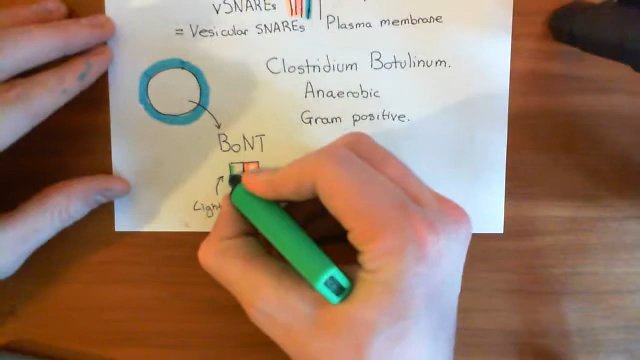 vSNAREs
= Vesicular SNAREs
Plasma membrane
Clostridium Botulinum.
Anaerobic
Gram positive.
BoNT